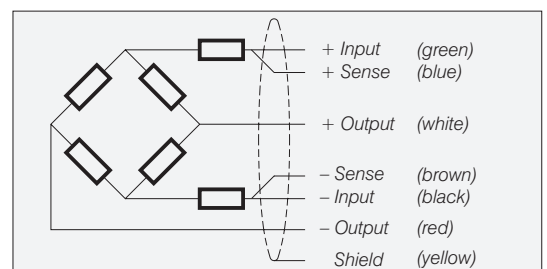 + Input (green)
+ Sense (blue)
+ Output (white)
– Sense (brown)
– Input (black)
– Output (red)
Shield (yellow)